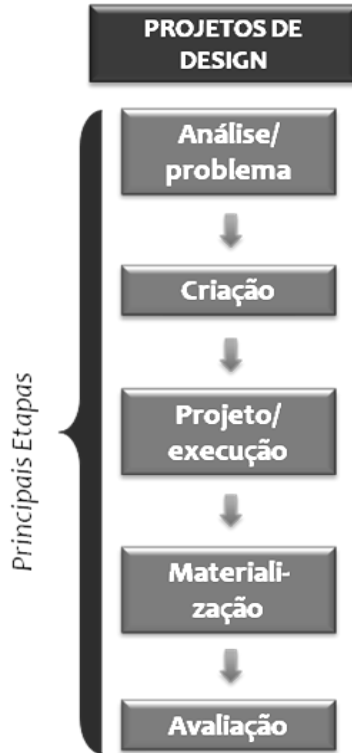 PROJETOS DE
DESIGN
Principais Etapas
Análise/
problema
Criação
Projeto/
execução
Materiali-
zação
Avaliação